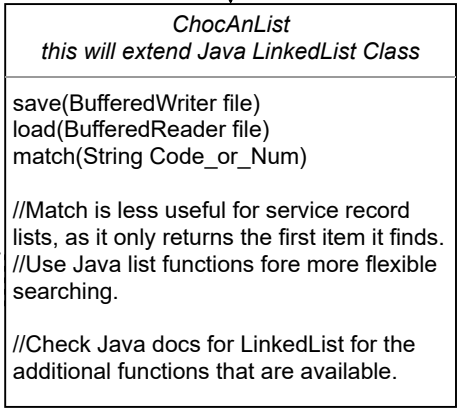 ChocAnList
this will extend Java LinkedList Class
save(BufferedWriter file)
load(BufferedReader file)
match(String Code_or_Num)
//Match is less useful for service record
lists, as it only returns the first item it finds.
//Use Java list functions fore more flexible
searching.
//Check Java docs for LinkedList for the
additional functions that are available.